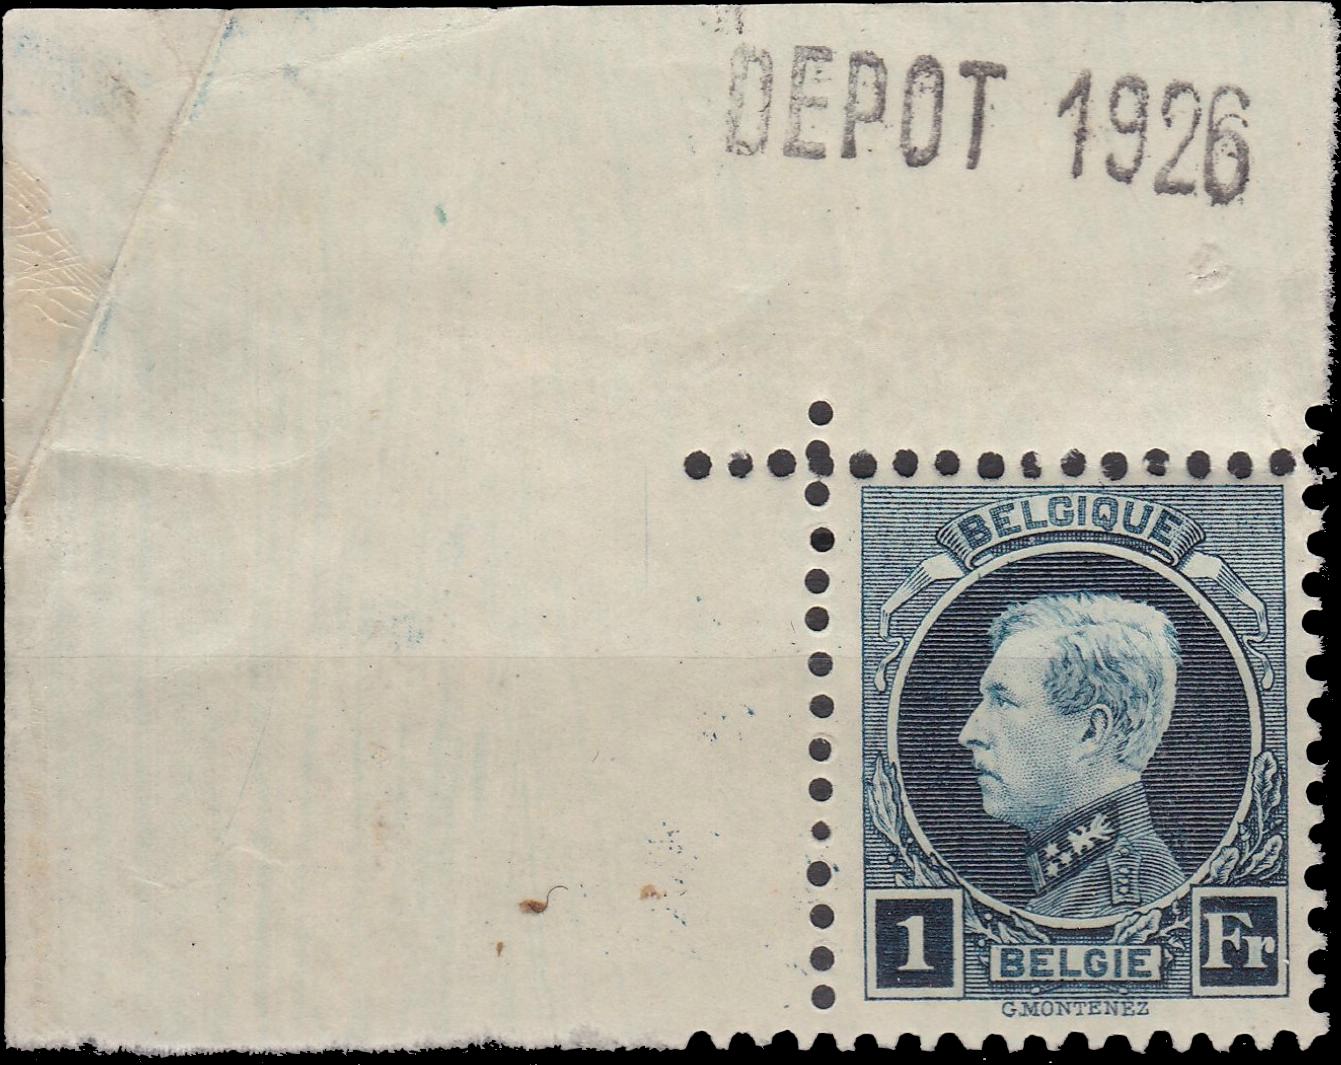 DEPOT 1926
BELGIQUE
1 Fr
BELGIE
G.MONTENEZ